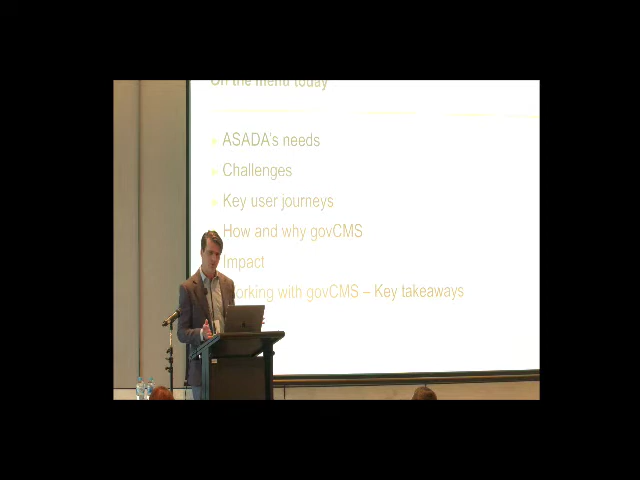 On the menu today
ASADA's needs
Challenges
Key user journeys
How and why govCMS
Impact
orking with govCMS – Key takeaways